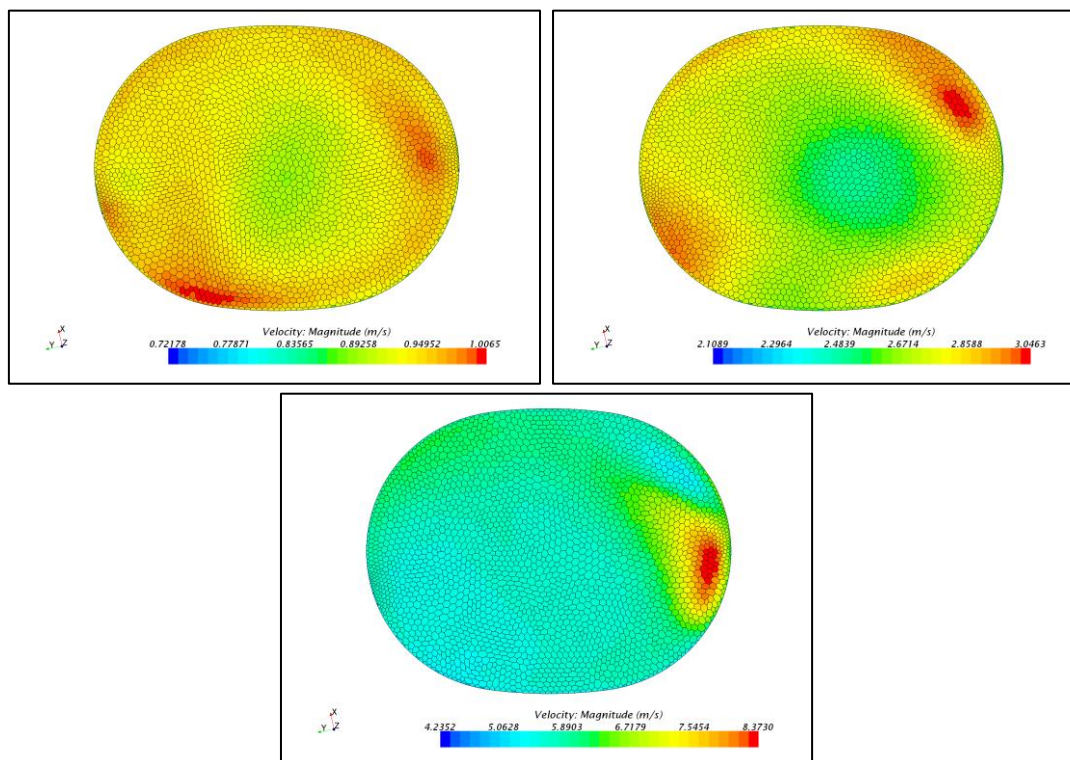 X
Y Z
Velocity: Magnitude (m/s)
0.72178 0.77871 0.83565 0.89258 0.94952 1.0065
X
Y Z
Velocity: Magnitude (m/s)
2.1089 2.2964 2.4839 2.6714 2.8588 3.0463
X
Y Z
Velocity: Magnitude (m/s)
4.2352 5.0628 5.8903 6.7179 7.5454 8.3730